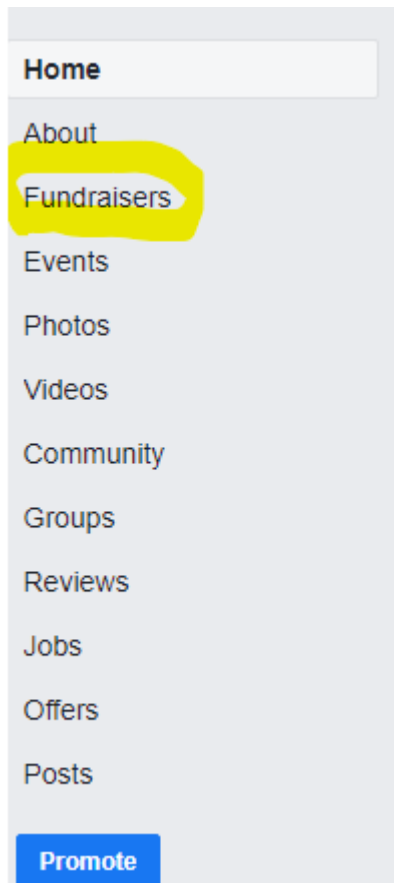 Home
About
Fundraisers
Events
Photos
Videos
Community
Groups
Reviews
Jobs
Offers
Posts
Promote